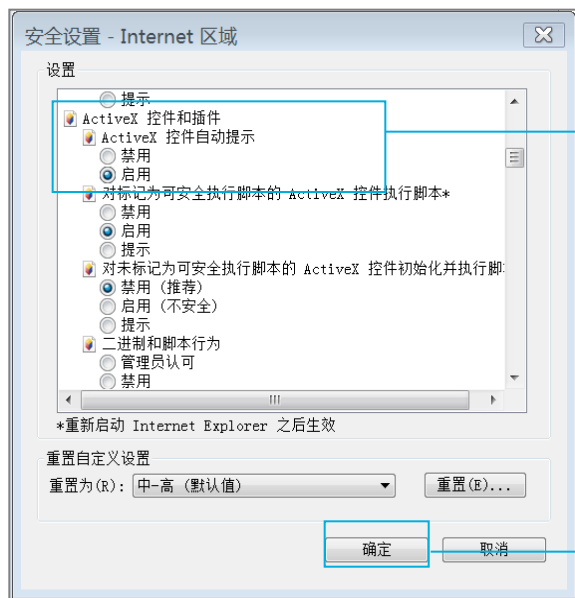 安全设置 - Internet 区域
设置
提示
ActiveX 控件和插件
ActiveX 控件自动提示
禁用
启用
对标记为可安全执行脚本的 ActiveX 控件执行脚本*
禁用
启用
提示
对未标记为可安全执行脚本的 ActiveX 控件初始化并执行脚
禁用（推荐）
启用（不安全）
提示
二进制和脚本行为
管理员认可
禁用
*重新启动 Internet Explorer 之后生效
重置自定义设置
重置为(R): 中-高 (默认值) 重置(E)...
确定 取消